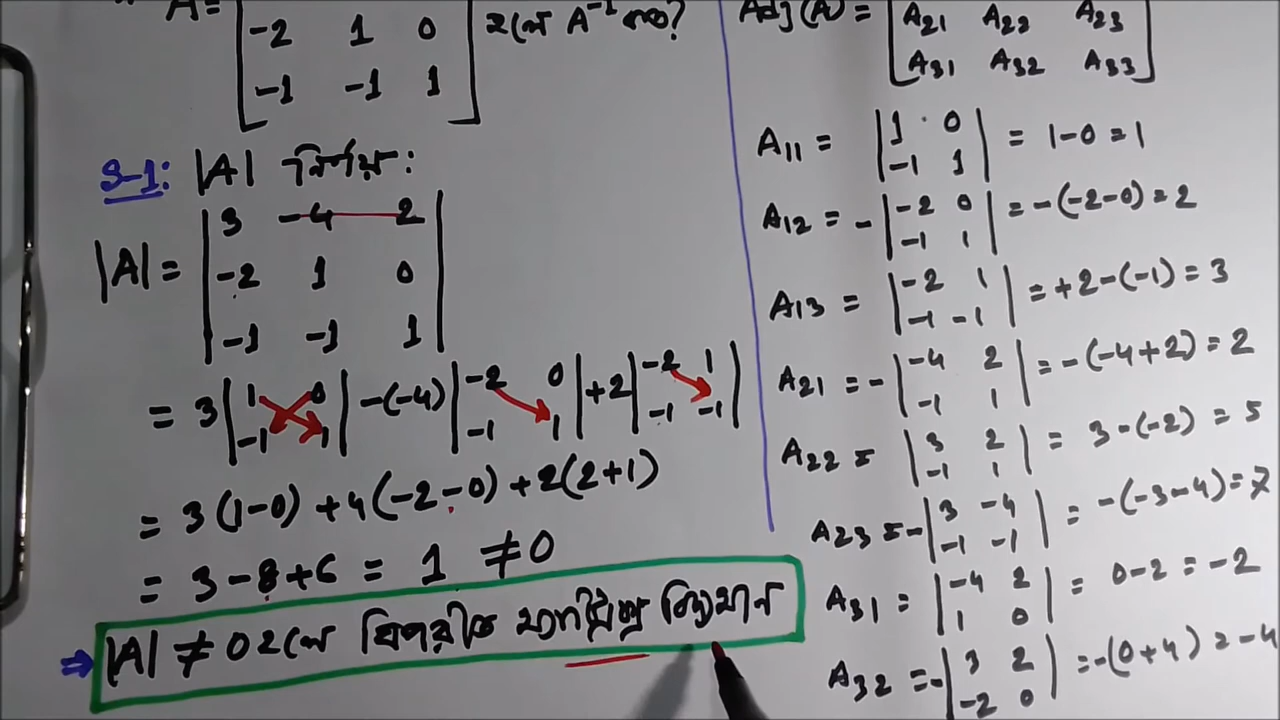 A =
-2 1 0 হলে A⁻¹ = কত?
-1 -1 1
S-1: |A| নির্ণয়:
|A| = | 3 -4 2 |
| -2 1 0 |
| -1 -1 1 |
= 3 | 1 0 | -(-4) | -2 0 | +2 | -2 1 |
| -1 1 | | -1 1 | | -1 -1 |
= 3(1-0) +4(-2-0) +2(2+1)
= 3-8+6 = 1 ≠0
⇒ |A| ≠ 0 হলে বিপরীত ম্যাট্রিক্স বিদ্যমান
Adj(A) = A21 A22 A23
A31 A32 A33
A11 = | 1 0 | = 1-0 = 1
| -1 1 |
A12 = - | -2 0 | = -(-2-0) = 2
| -1 1 |
A13 = | -2 1 | = +2-(-1) = 3
| -1 -1 |
A21 = - | -4 2 | = -(-4+2) = 2
| -1 1 |
A22 = | 3 2 | = 3-(-2) = 5
| -1 1 |
A23 = - | 3 -4 | = -(-3-4) = 7
| -1 -1 |
A31 = | -4 2 | = 0-2 = -2
| 1 0 |
A32 = - | 3 2 | = -(0+4) = -4
| -2 0 |